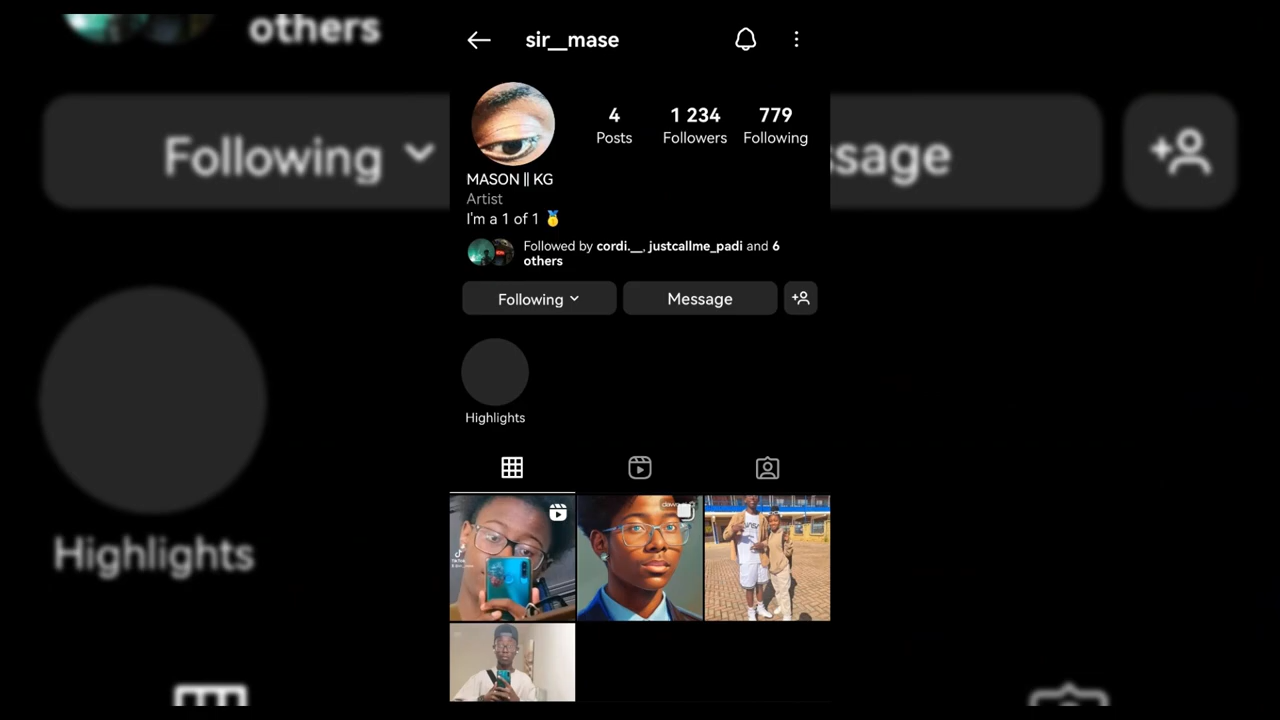 others
sir__mase
Following
ssage
4
Posts
1 234
Followers
779
Following
MASON || KG
Artist
I'm a 1 of 1 🥇
Followed by cordi.__, justcallme_padi and 6
others
Following
Message
Highlights
Highlights
TikTok